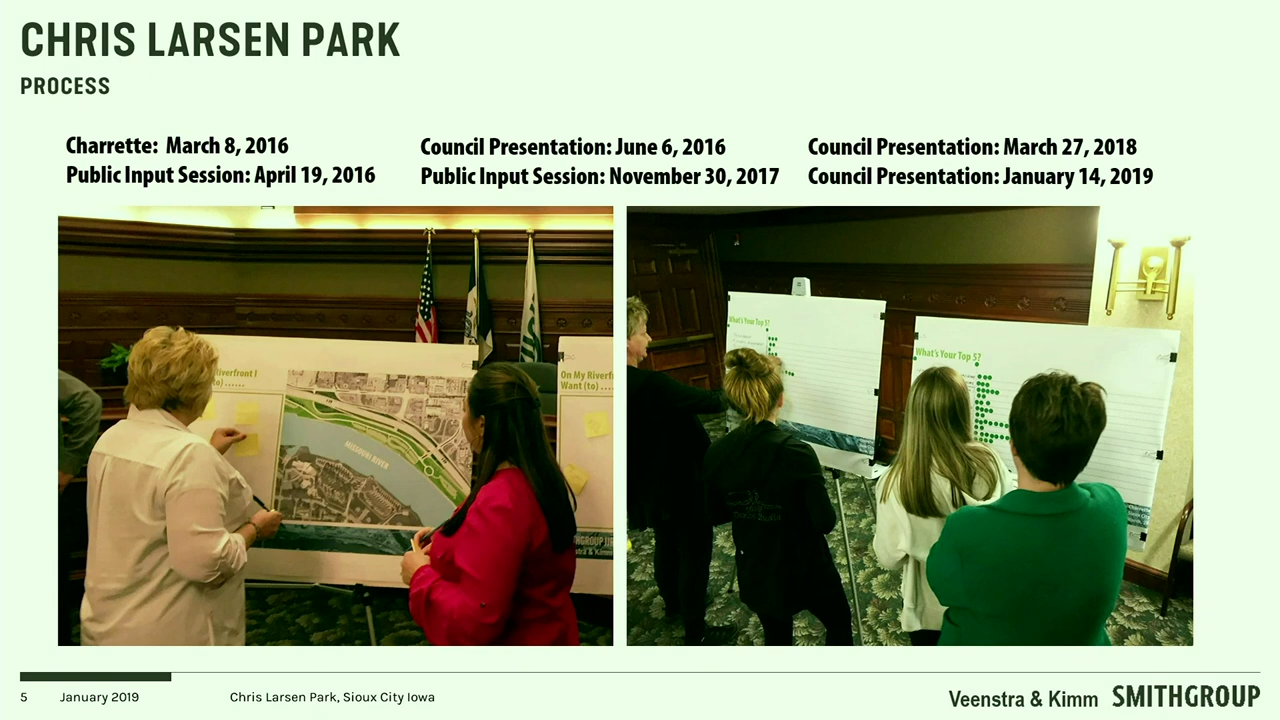 CHRIS LARSEN PARK
PROCESS
Charrette: March 8, 2016
Public Input Session: April 19, 2016
Council Presentation: June 6, 2016
Public Input Session: November 30, 2017
Council Presentation: March 27, 2018
Council Presentation: January 14, 2019
Riverfront I
On My Riverf
Want (to) ....
MISSOURI RIVER
What's Your Top 5?
What's Your Top 5?
5 January 2019 Chris Larsen Park, Sioux City Iowa
Veenstra & Kimm SMITHGROUP